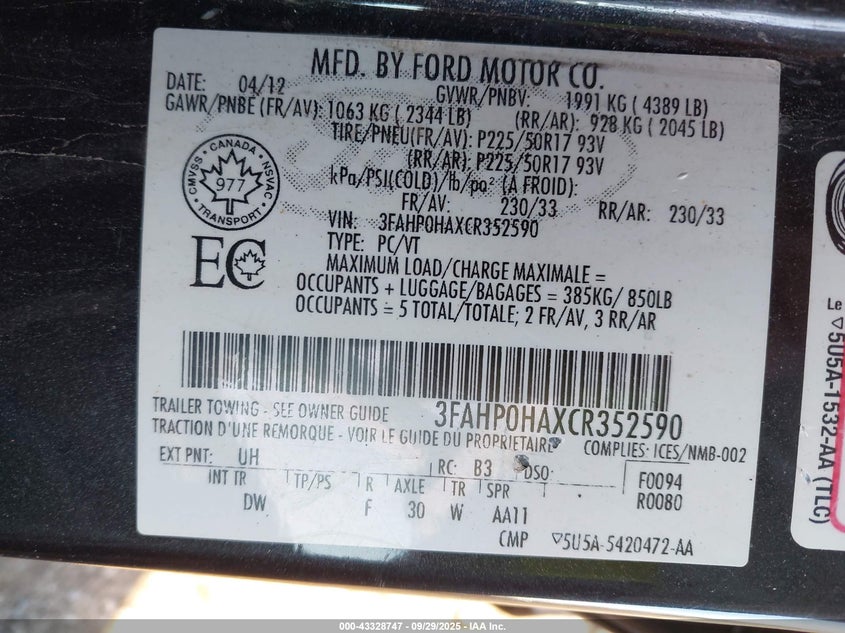 MFD. BY FORD MOTOR CO.
DATE: 04/12 GVWR/PNBV: 1991 KG ( 4389 LB)
GAWR/PNBE (FR/AV): 1063 KG ( 2344 LB) (RR/AR): 928 KG ( 2045 LB)
TIRE/PNEU(FR/AV): P225/50R17 93V
(RR/AR): P225/50R17 93V
kPa/PSI(COLD)/lb/po² (À FROID):
FR/AV: 230/33 RR/AR: 230/33
VIN: 3FAHP0HAXCR352590
TYPE: PC/VT
CMVSS · CANADA · NSVAC
977
· TRANSPORT ·
EC
MAXIMUM LOAD/CHARGE MAXIMALE =
OCCUPANTS + LUGGAGE/BAGAGES = 385KG/ 850LB
OCCUPANTS = 5 TOTAL/TOTALE; 2 FR/AV, 3 RR/AR
TRAILER TOWING - SEE OWNER GUIDE 3FAHP0HAXCR352590
TRACTION D'UNE REMORQUE - VOIR LE GUIDE DU PROPRIETAIRE COMPLIES: ICES/NMB-002
EXT PNT: UH RC: B3 DSO: F0094
INT TR TP/PS R AXLE TR SPR R0080
DW F 30 W AA11
CMP ▽5U5A-5420472-AA
Le
▽5U5A-1532-AA (TLC)
000-43328747 - 09/29/2025 - IAA Inc.